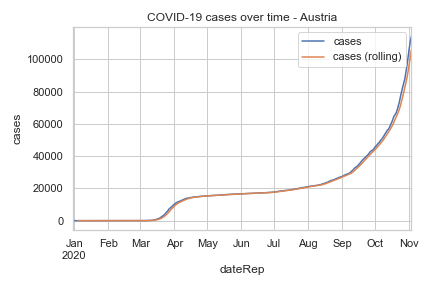 COVID-19 cases over time - Austria
cases
cases (rolling)
100000
80000
60000
40000
20000
0
cases
Jan Feb Mar Apr May Jun Jul Aug Sep Oct Nov
2020
dateRep